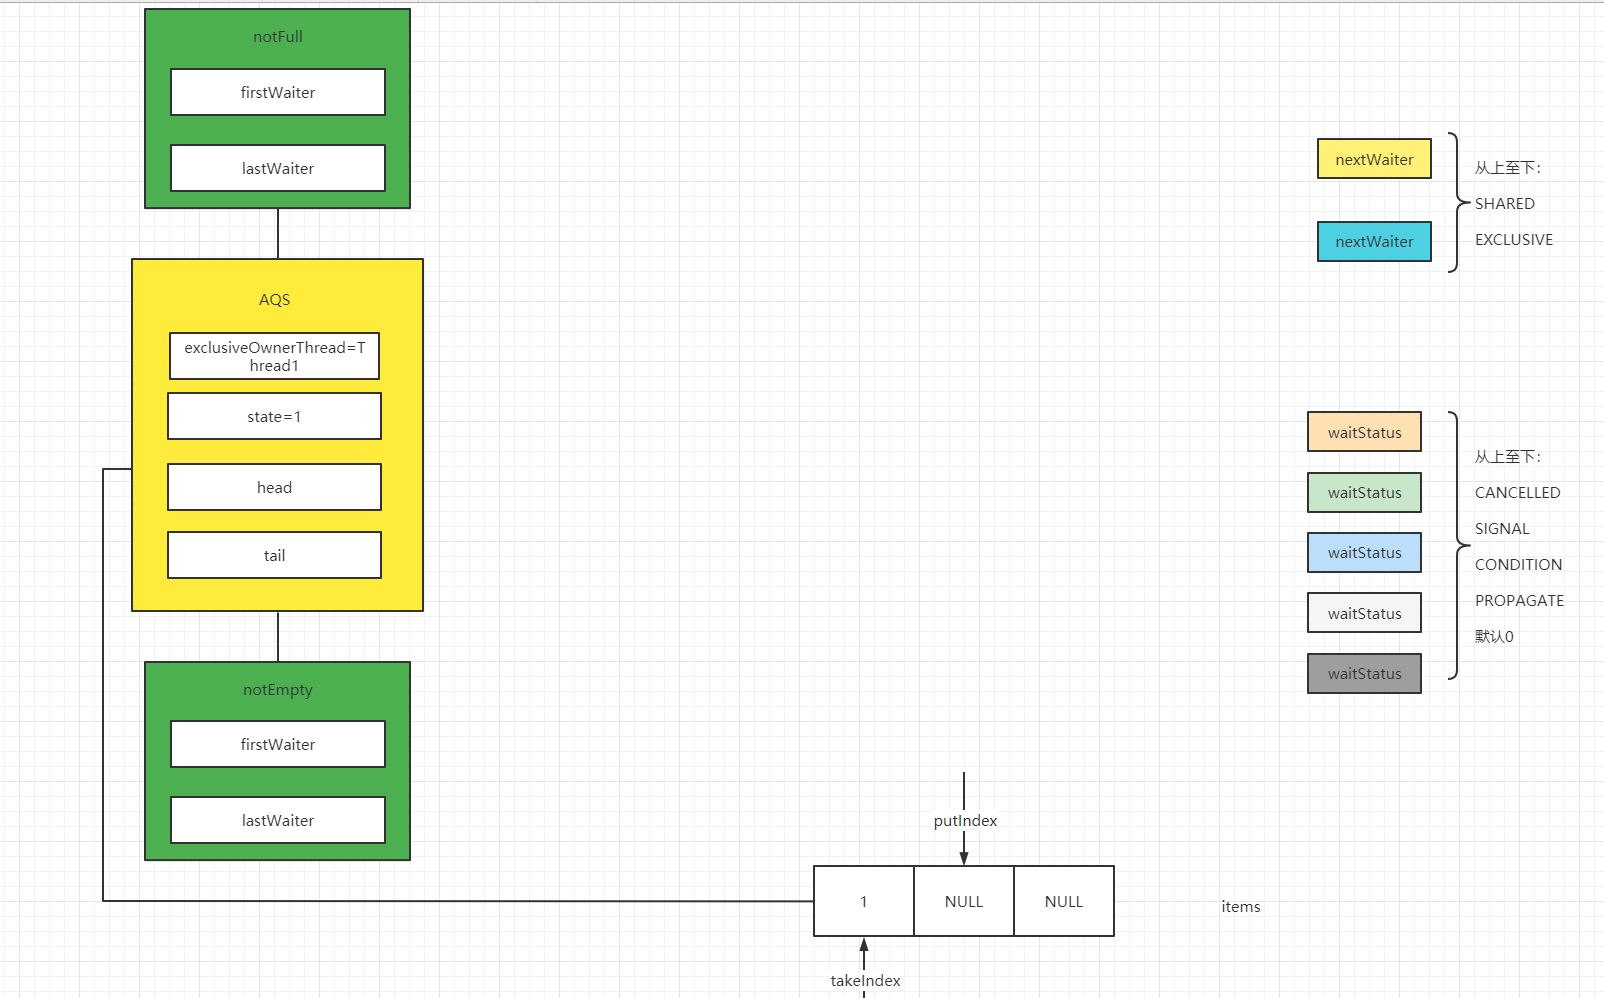 notFull
firstWaiter
lastWaiter
AQS
exclusiveOwnerThread=T
hread1
state=1
head
tail
notEmpty
firstWaiter
lastWaiter
nextWaiter
nextWaiter
从上至下：
SHARED
EXCLUSIVE
waitStatus
waitStatus
waitStatus
waitStatus
waitStatus
从上至下：
CANCELLED
SIGNAL
CONDITION
PROPAGATE
默认0
putIndex
1
NULL
NULL
items
takeIndex